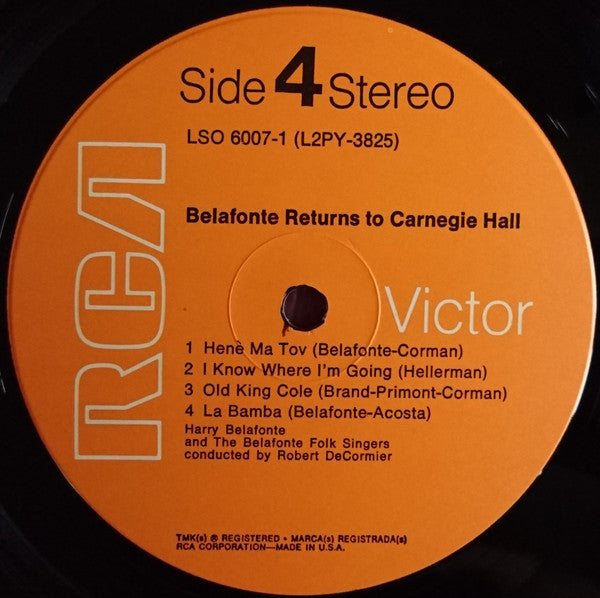 Side 4 Stereo
LSO 6007-1 (L2PY-3825)
Belafonte Returns to Carnegie Hall
RCA
Victor
1 Henè Ma Tov (Belafonte-Corman)
2 I Know Where I'm Going (Hellerman)
3 Old King Cole (Brand-Primont-Corman)
4 La Bamba (Belafonte-Acosta)
Harry Belafonte
and The Belafonte Folk Singers
conducted by Robert DeCormier
TMK(s) ® REGISTERED • MARCA(s) REGISTRADA(s)
RCA CORPORATION—MADE IN U.S.A.